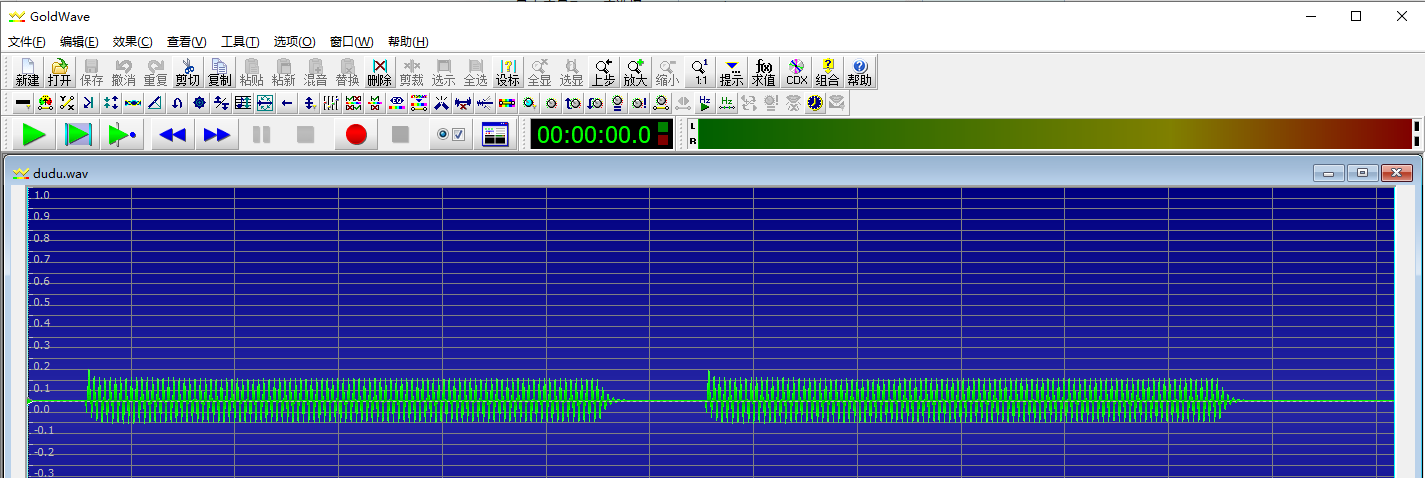 GoldWave
文件(F) 编辑(E) 效果(C) 查看(V) 工具(T) 选项(O) 窗口(W) 帮助(H)
新建 打开 保存 撤消 重复 剪切 复制 粘贴 粘新 混音 替换 删除 剪裁 选示 全选 设标 全显 选显 上步 放大 缩小 1:1 提示 求值 CDX 组合 帮助
00:00:00.0
L
R
dudu.wav
1.0
0.9
0.8
0.7
0.6
0.5
0.4
0.3
0.2
0.1
0.0
-0.1
-0.2
-0.3